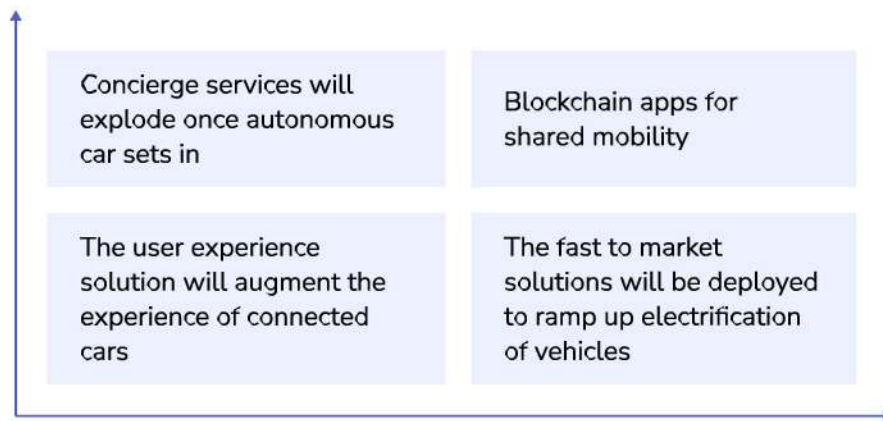 Concierge services will
explode once autonomous
car sets in
Blockchain apps for
shared mobility
The user experience
solution will augment the
experience of connected
cars
The fast to market
solutions will be deployed
to ramp up electrification
of vehicles